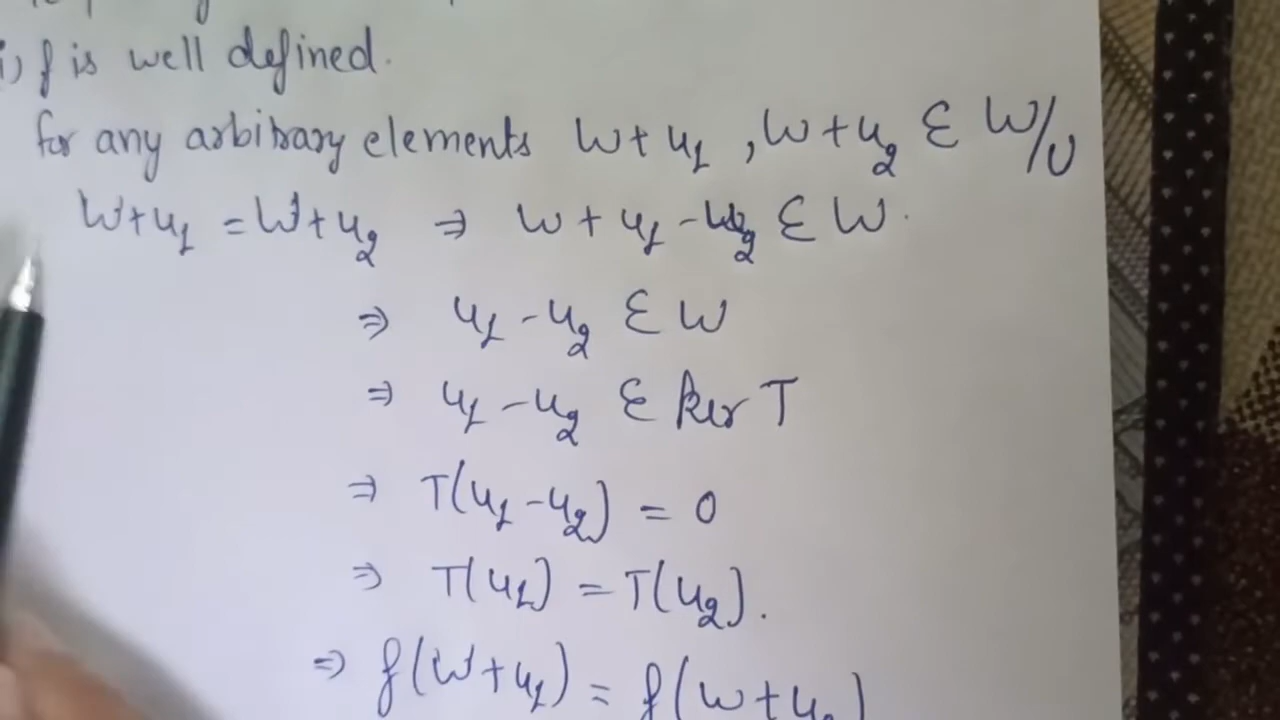 i) f is well defined.
for any arbitrary elements W+u₁, W+u₂ ε W/U
W+u₁ = W+u₂ ⇒ W+u₁-u₂ ε W.
⇒ u₁-u₂ ε W
⇒ u₁-u₂ ε ker T
⇒ T(u₁-u₂) = 0
⇒ T(u₁) = T(u₂).
⇒ f(W+u₁) = f(W+u₂)